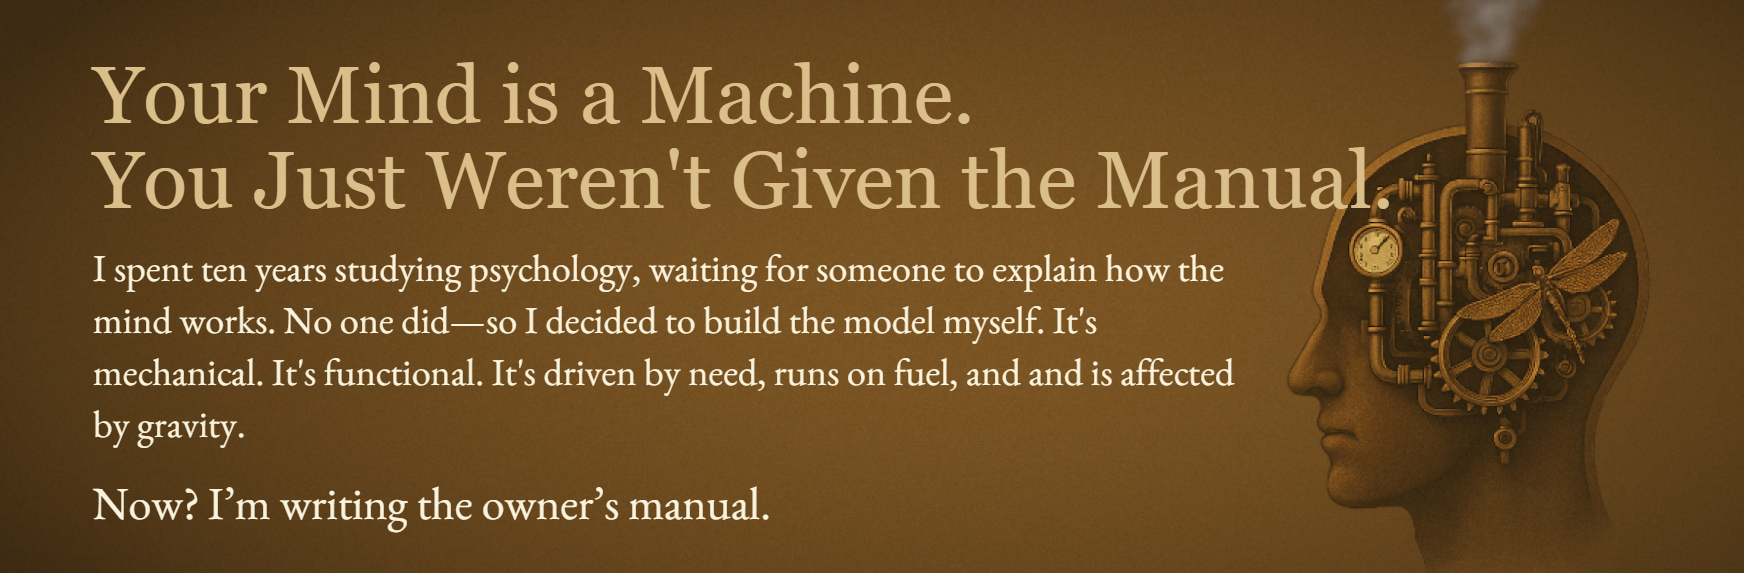 Your Mind is a Machine.
You Just Weren't Given the Manual.
I spent ten years studying psychology, waiting for someone to explain how the
mind works. No one did—so I decided to build the model myself. It's
mechanical. It's functional. It's driven by need, runs on fuel, and and is affected
by gravity.
Now? I’m writing the owner’s manual.